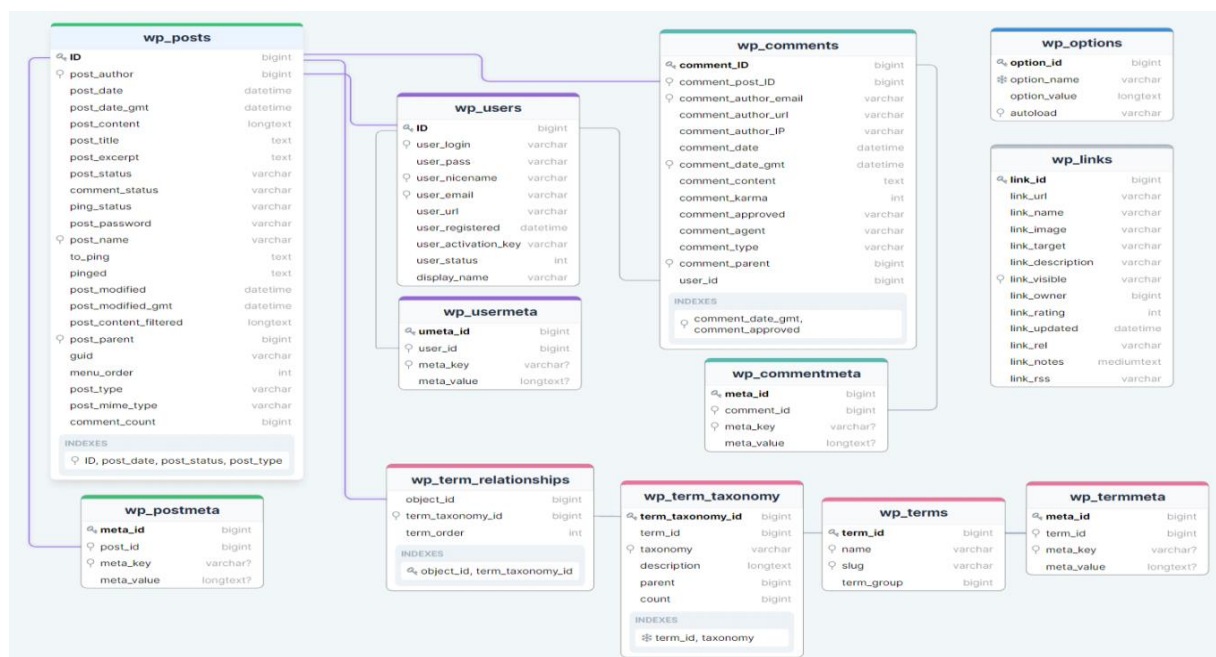 wp_posts
ID bigint
post_author bigint
post_date datetime
post_date_gmt datetime
post_content longtext
post_title text
post_excerpt text
post_status varchar
comment_status varchar
ping_status varchar
post_password varchar
post_name varchar
to_ping text
pinged text
post_modified datetime
post_modified_gmt datetime
post_content_filtered longtext
post_parent bigint
guid varchar
menu_order int
post_type varchar
post_mime_type varchar
comment_count bigint
INDEXES
ID, post_date, post_status, post_type
wp_postmeta
meta_id bigint
post_id bigint
meta_key varchar?
meta_value longtext?
wp_users
ID bigint
user_login varchar
user_pass varchar
user_nicename varchar
user_email varchar
user_url varchar
user_registered datetime
user_activation_key varchar
user_status int
display_name varchar
wp_usermeta
umeta_id bigint
user_id bigint
meta_key varchar?
meta_value longtext?
wp_term_relationships
object_id bigint
term_taxonomy_id bigint
term_order int
INDEXES
object_id, term_taxonomy_id
wp_comments
comment_ID bigint
comment_post_ID bigint
comment_author_email varchar
comment_author_url varchar
comment_author_IP varchar
comment_date datetime
comment_date_gmt datetime
comment_content text
comment_karma int
comment_approved varchar
comment_agent varchar
comment_type varchar
comment_parent bigint
user_id bigint
INDEXES
comment_date_gmt,
comment_approved
wp_commentmeta
meta_id bigint
comment_id bigint
meta_key varchar?
meta_value longtext?
wp_term_taxonomy
term_taxonomy_id bigint
term_id bigint
taxonomy varchar
description longtext
parent bigint
count bigint
INDEXES
term_id, taxonomy
wp_terms
term_id bigint
name varchar
slug varchar
term_group bigint
wp_options
option_id bigint
option_name varchar
option_value longtext
autoload varchar
wp_links
link_id bigint
link_url varchar
link_name varchar
link_image varchar
link_target varchar
link_description varchar
link_visible varchar
link_owner bigint
link_rating int
link_updated datetime
link_rel varchar
link_notes mediumtext
link_rss varchar
wp_termmeta
meta_id bigint
term_id bigint
meta_key varchar?
meta_value longtext?